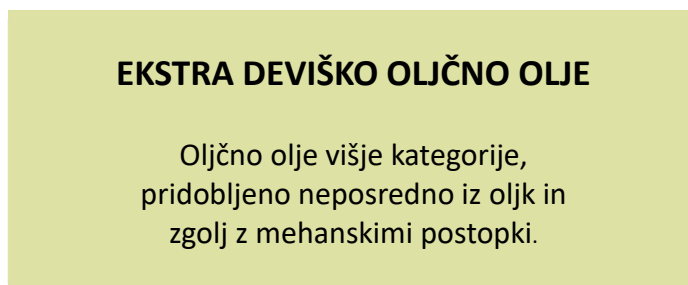 EKSTRA DEVIŠKO OLJČNO OLJE
Oljčno olje višje kategorije,
pridobljeno neposredno iz oljk in
zgolj z mehanskimi postopki.